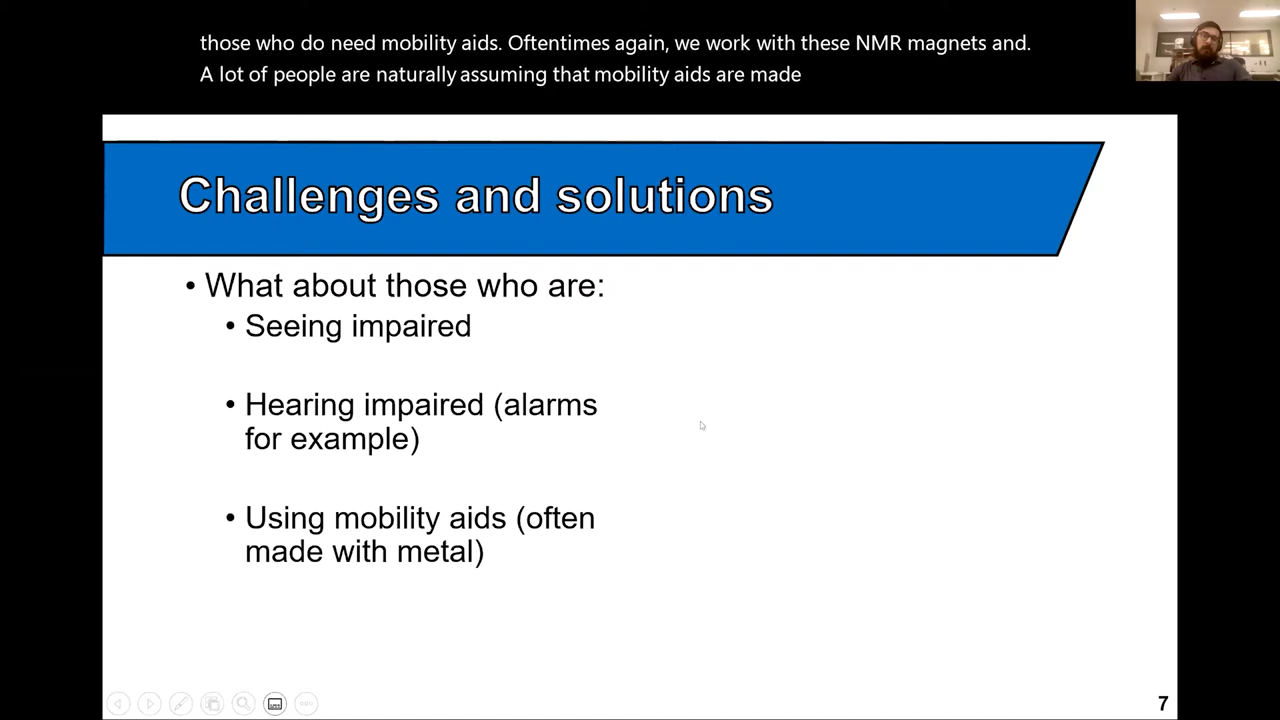 those who do need mobility aids. Oftentimes again, we work with these NMR magnets and.
A lot of people are naturally assuming that mobility aids are made
Challenges and solutions
• What about those who are:
• Seeing impaired
• Hearing impaired (alarms
for example)
• Using mobility aids (often
made with metal)
7